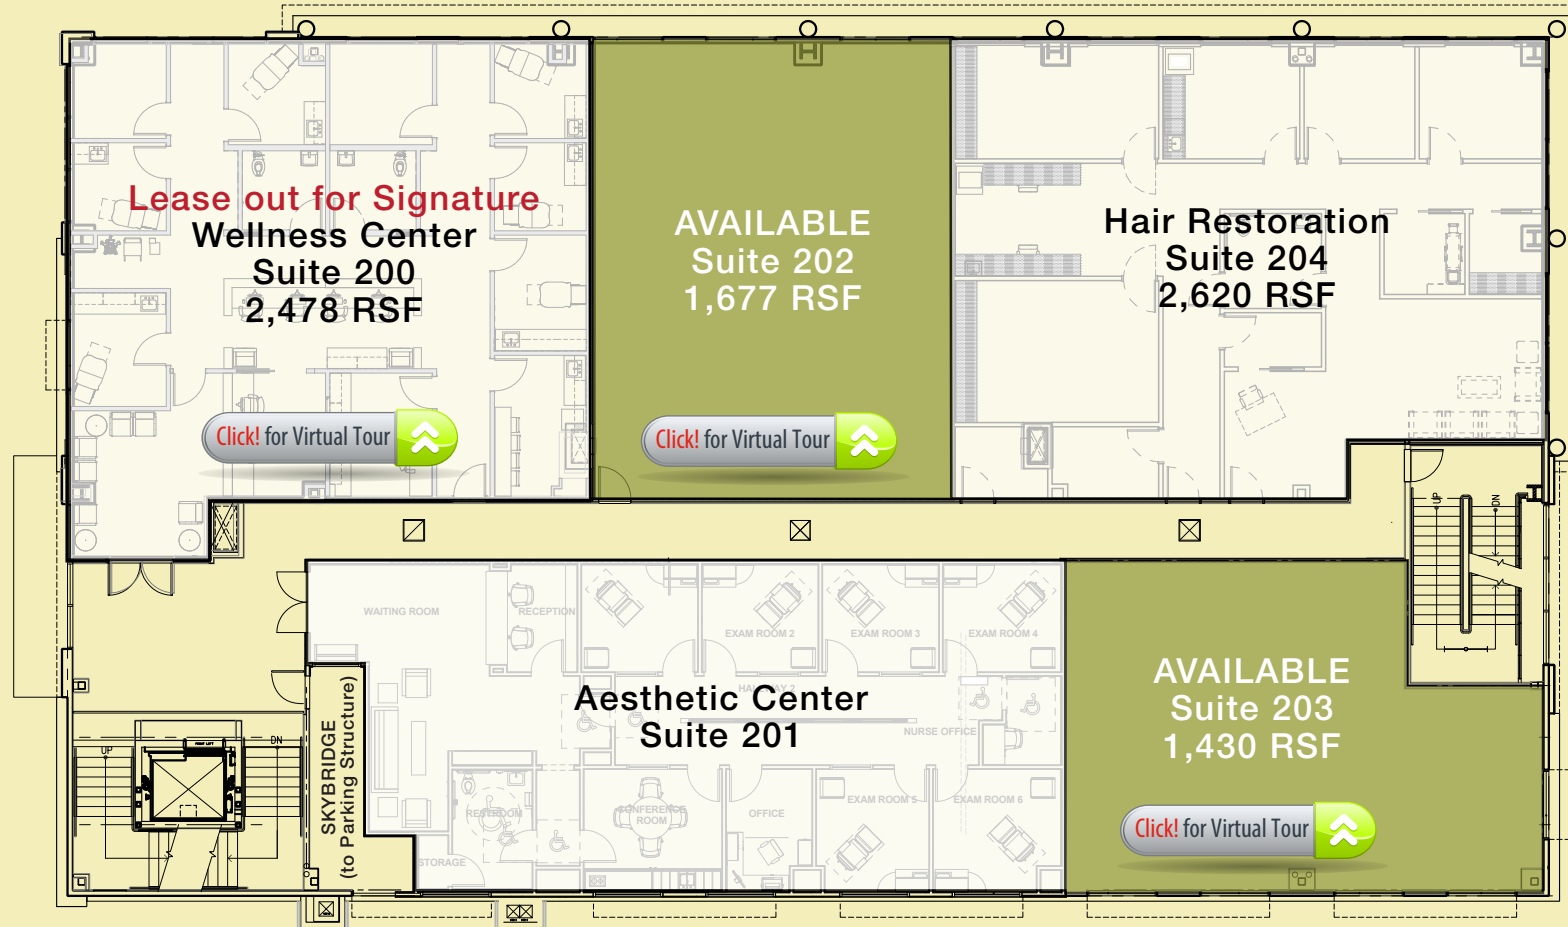 Lease out for Signature
Wellness Center
Suite 200
2,478 RSF
Click! for Virtual Tour
AVAILABLE
Suite 202
1,677 RSF
Click! for Virtual Tour
Hair Restoration
Suite 204
2,620 RSF
UP
DN
WAITING ROOM
RECEPTION
EXAM ROOM 2
EXAM ROOM 3
EXAM ROOM 4
Aesthetic Center
Suite 201
NURSE OFFICE
RESTROOM
CONFERENCE
ROOM
OFFICE
EXAM ROOM 5
EXAM ROOM 6
STORAGE
AVAILABLE
Suite 203
1,430 RSF
Click! for Virtual Tour
UP
DN
SKYBRIDGE
(to Parking Structure)